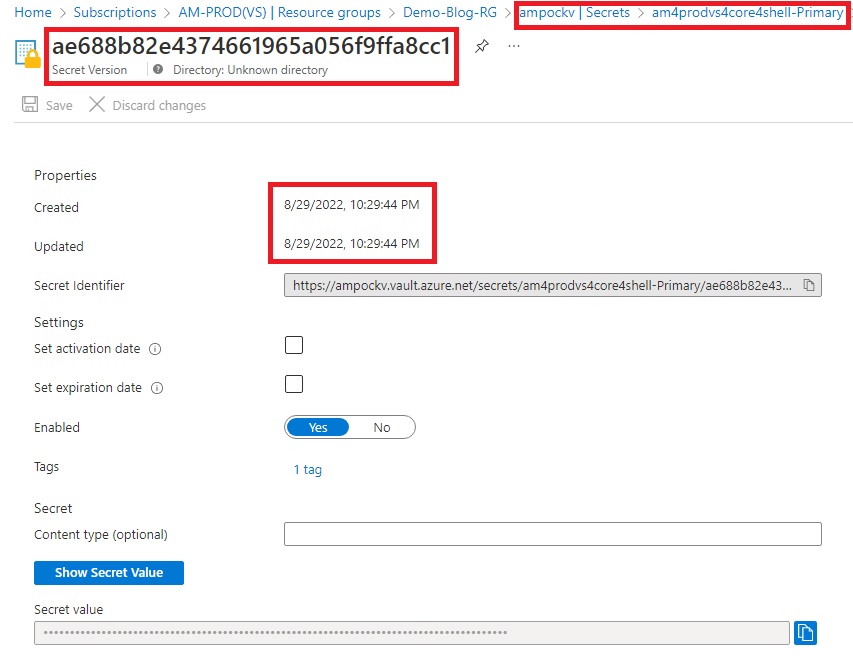 Home > Subscriptions > AM-PROD(VS) | Resource groups > Demo-Blog-RG > ampockv | Secrets > am4prodvs4core4shell-Primary
ae688b82e4374661965a056f9ffa8cc1 ...
Secret Version | Directory: Unknown directory
Save Discard changes
Properties
Created 8/29/2022, 10:29:44 PM
Updated 8/29/2022, 10:29:44 PM
Secret Identifier https://ampockv.vault.azure.net/secrets/am4prodvs4core4shell-Primary/ae688b82e43...
Settings
Set activation date
Set expiration date
Enabled Yes No
Tags 1 tag
Secret
Content type (optional)
Show Secret Value
Secret value